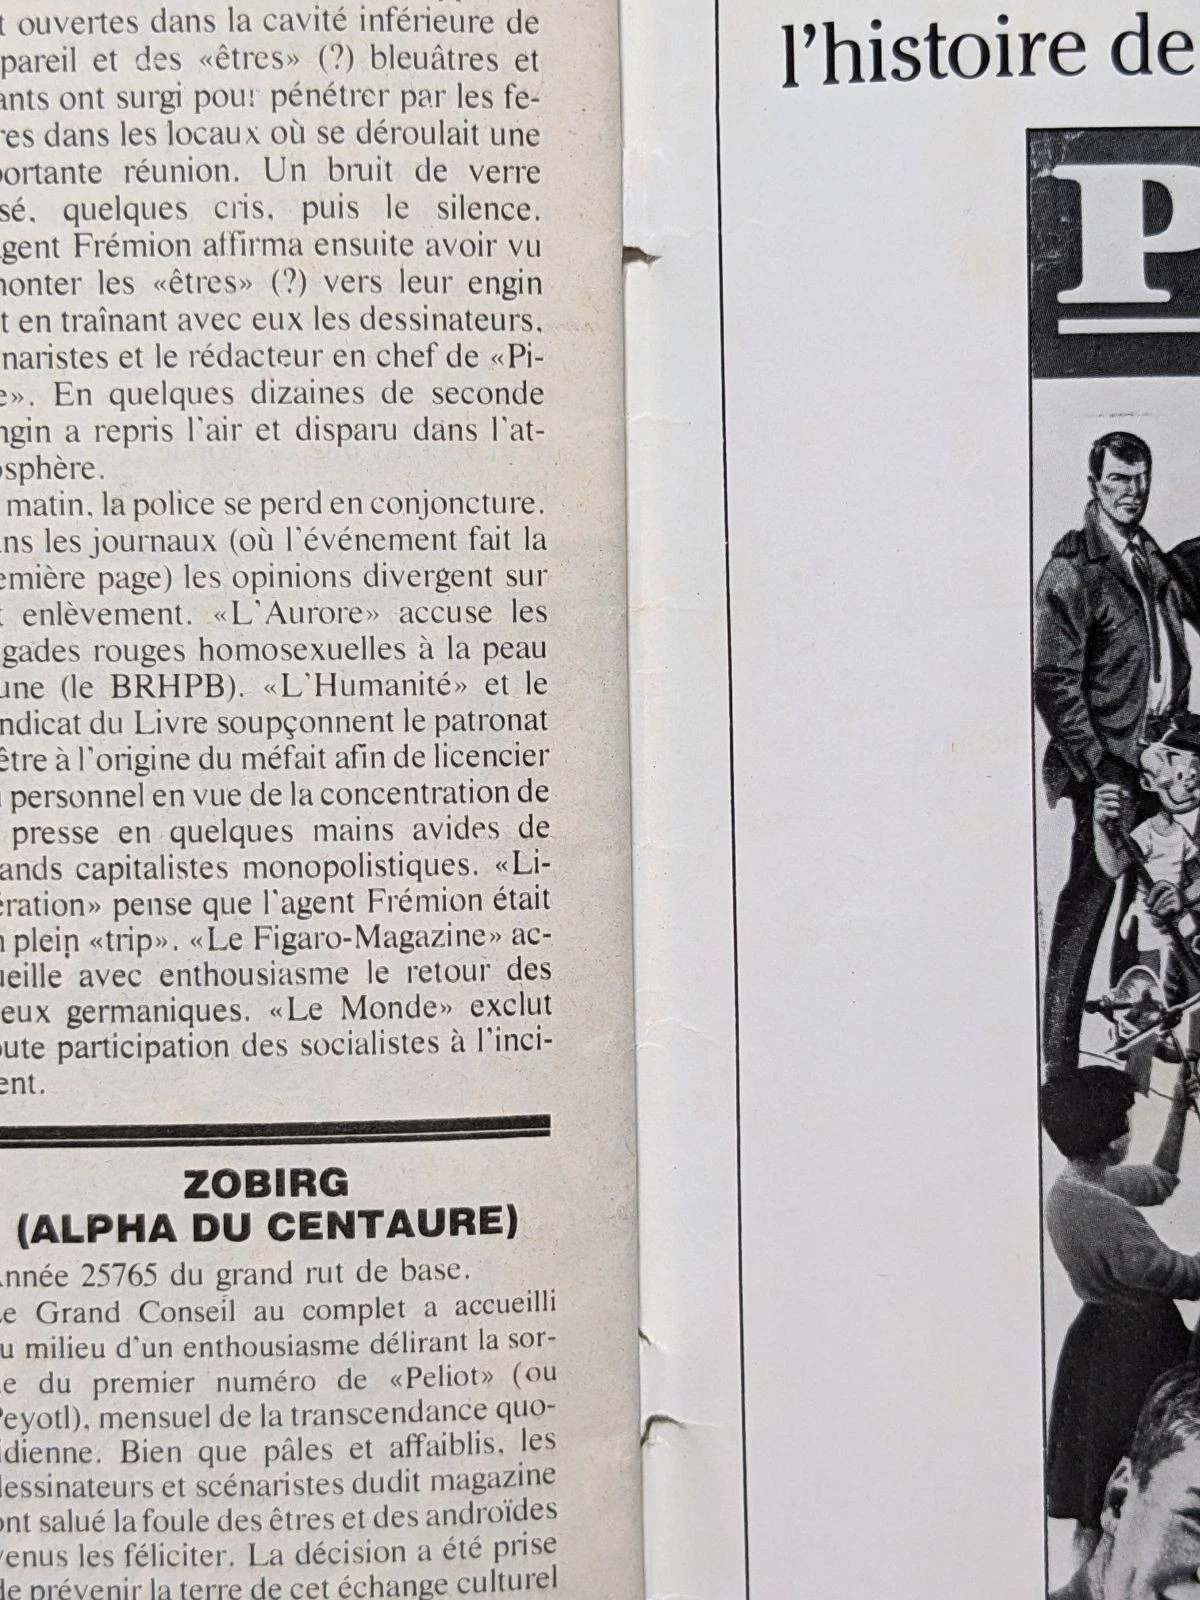 t ouvertes dans la cavité inférieure de
pareil et des «êtres» (?) bleuâtres et
ants ont surgi pour pénétrer par les fe-
res dans les locaux où se déroulait une
portante réunion. Un bruit de verre
sé, quelques cris, puis le silence.
gent Frémion affirma ensuite avoir vu
monter les «êtres» (?) vers leur engin
t en traînant avec eux les dessinateurs,
naristes et le rédacteur en chef de «Pi-
e». En quelques dizaines de seconde
ngin a repris l'air et disparu dans l'at-
osphère.
matin, la police se perd en conjoncture.
ans les journaux (où l'événement fait la
emière page) les opinions divergent sur
t enlèvement. «L'Aurore» accuse les
gades rouges homosexuelles à la peau
une (le BRHPB). «L'Humanité» et le
ndicat du Livre soupçonnent le patronat
être à l'origine du méfait afin de licencier
u personnel en vue de la concentration de
presse en quelques mains avides de
ands capitalistes monopolistiques. «Li-
ération» pense que l'agent Frémion était
n plein «trip». «Le Figaro-Magazine» ac-
ueille avec enthousiasme le retour des
eux germaniques. «Le Monde» exclut
oute participation des socialistes à l'inci-
ent.
ZOBIRG
(ALPHA DU CENTAURE)
Année 25765 du grand rut de base.
Le Grand Conseil au complet a accueilli
u milieu d'un enthousiasme délirant la sor-
ie du premier numéro de «Peliot» (ou
Peyotl), mensuel de la transcendance quo-
idienne. Bien que pâles et affaiblis, les
dessinateurs et scénaristes dudit magazine
ont salué la foule des êtres et des androïdes
venus les féliciter. La décision a été prise
de prévenir la terre de cet échange culturel
l'histoire de
P